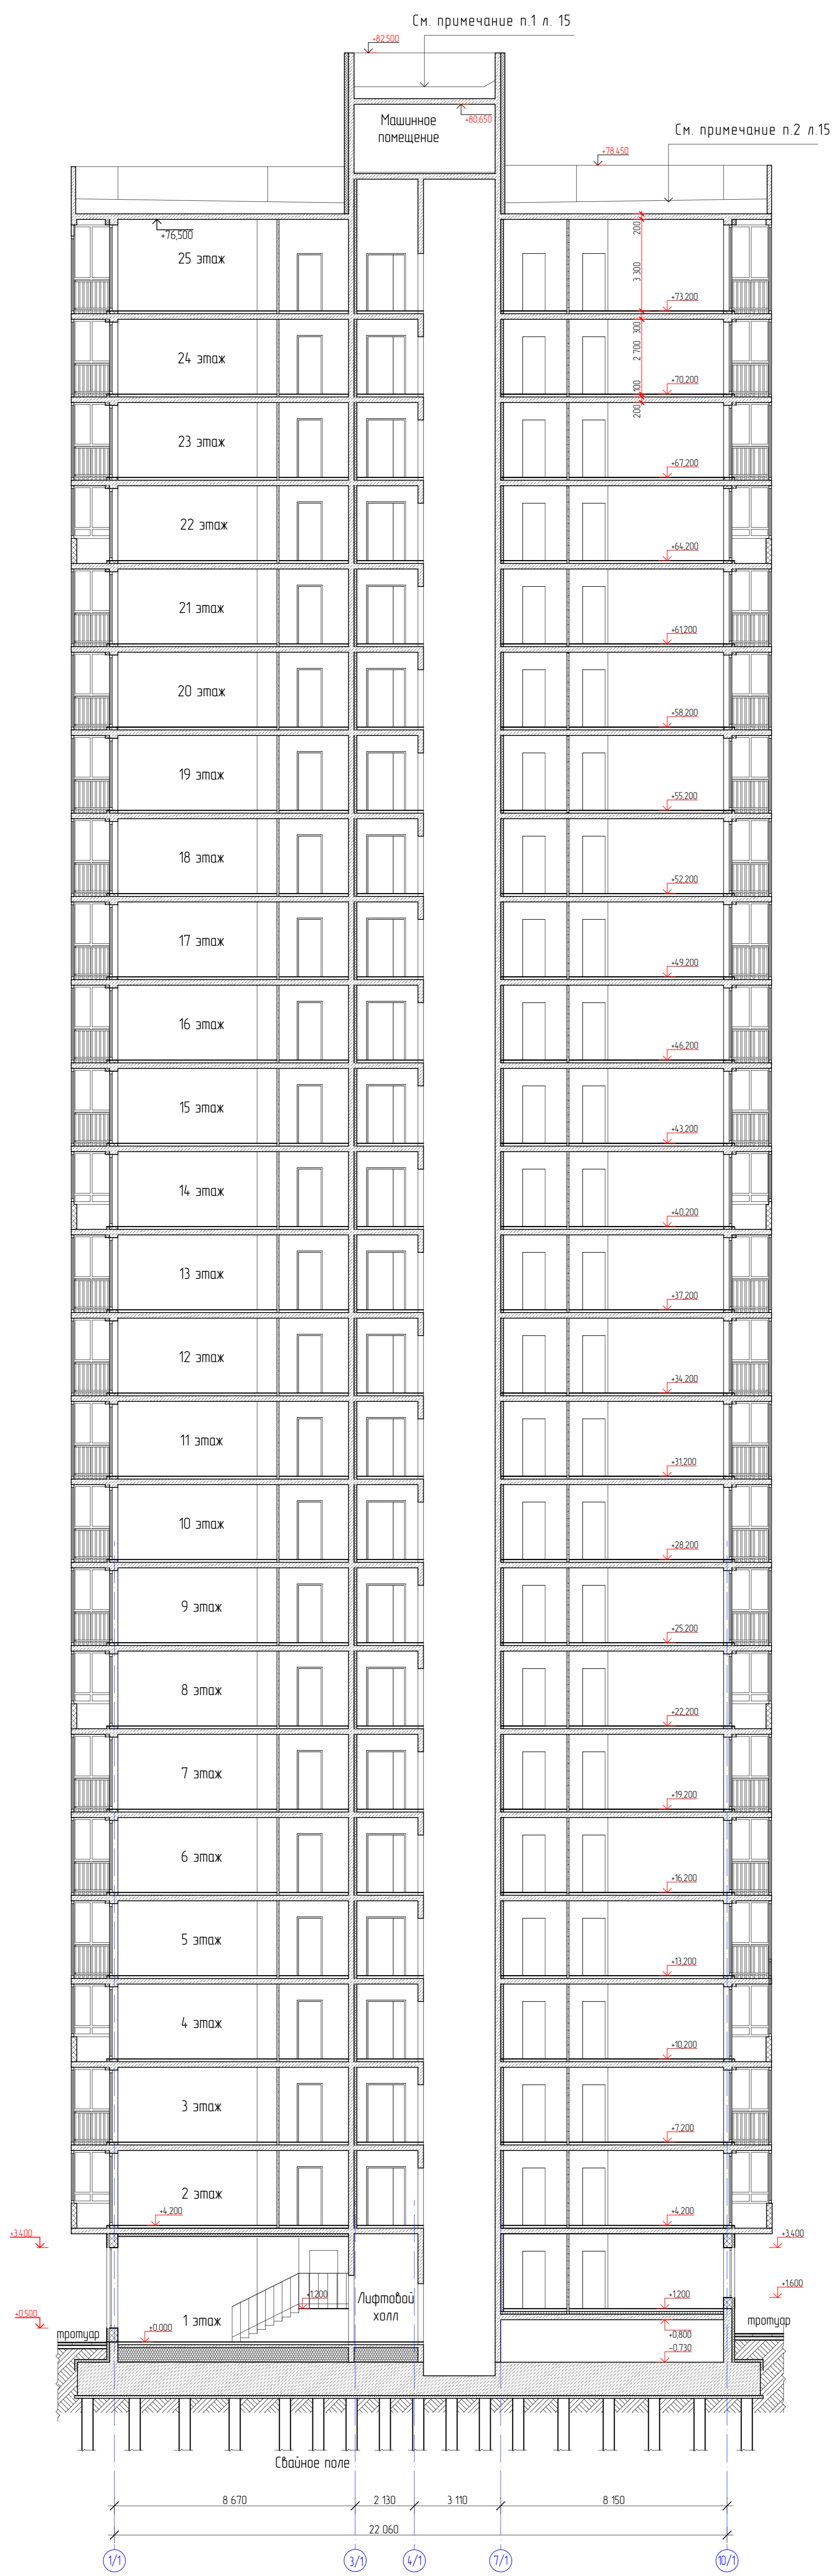 См. примечание п.1 л. 15
+82.500
Машинное
помещение
+80,650
См. примечание п.2 л.15
+78.450
+76,500
200
25 этаж
3 300
+73,200
300
24 этаж
2 700
+70,200
100
200
23 этаж
+67,200
22 этаж
+64,200
21 этаж
+61,200
20 этаж
+58,200
19 этаж
+55,200
18 этаж
+52,200
17 этаж
+49,200
16 этаж
+46,200
15 этаж
+43,200
14 этаж
+40,200
13 этаж
+37,200
12 этаж
+34,200
11 этаж
+31,200
10 этаж
+28,200
9 этаж
+25,200
8 этаж
+22,200
7 этаж
+19,200
6 этаж
+16,200
5 этаж
+13,200
4 этаж
+10,200
3 этаж
+7,200
2 этаж
+4,200
+4,200
+3.400
+3.400
+1.600
+1.200
+1.200
Лифтовой
холл
+0.500
1 этаж
±0.000
тротуар
тротуар
+0,800
-0.730
Свайное поле
8 670
2 130
3 110
8 150
22 060
1/1
3/1
4/1
7/1
10/1